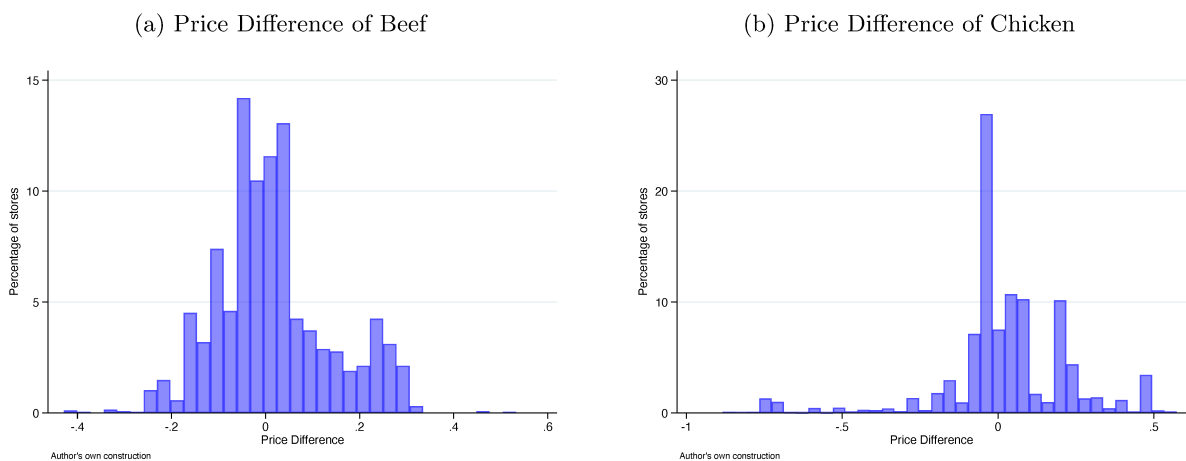 (a) Price Difference of Beef
15
10
5
0
Percentage of stores
-.4 -.2 0 .2 .4 .6
Price Difference
Author's own construction
(b) Price Difference of Chicken
30
20
10
0
Percentage of stores
-1 -.5 0 .5
Price Difference
Author's own construction